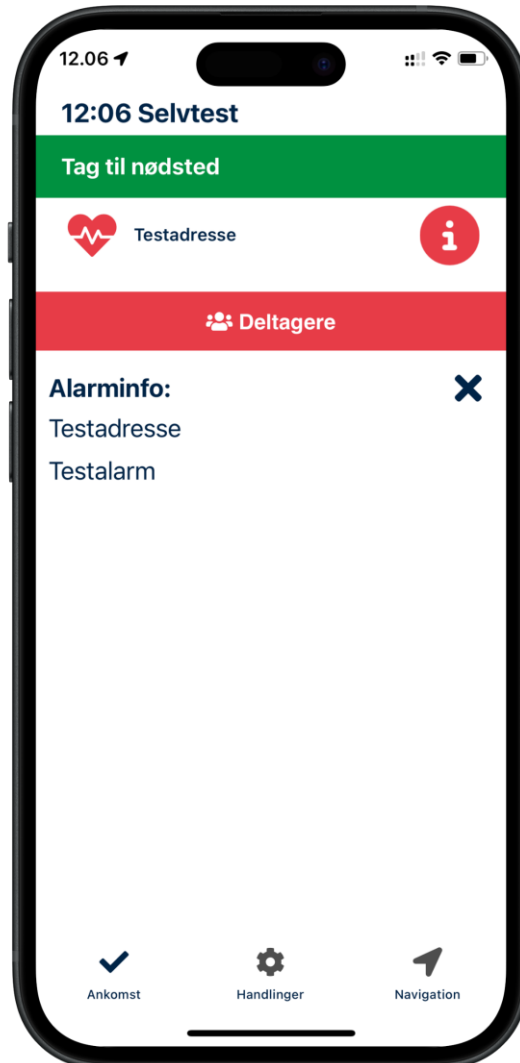 12.06
12:06 Selvtest
Tag til nødsted
Testadresse
Deltagere
Alarminfo:
Testadresse
Testalarm
Ankomst
Handlinger
Navigation